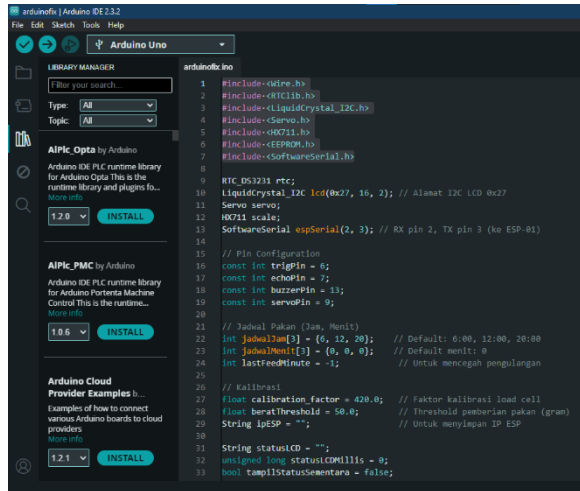 arduinofix | Arduino IDE 2.3.2
File Edit Sketch Tools Help
Arduino Uno
LIBRARY MANAGER
Filter your search...
Type: All
Topic: All
AlPlc_Opta by Arduino
Arduino IDE PLC runtime library
for Arduino Opta This is the
runtime library and plugins fo...
More info
1.2.0 INSTALL
AlPlc_PMC by Arduino
Arduino IDE PLC runtime library
for Arduino Portenta Machine
Control This is the runtime...
More info
1.0.6 INSTALL
Arduino Cloud
Provider Examples b...
Examples of how to connect
various Arduino boards to cloud
providers
More info
1.2.1 INSTALL
arduinofix.ino
1 #include <Wire.h>
2 #include <RTClib.h>
3 #include <LiquidCrystal_I2C.h>
4 #include <Servo.h>
5 #include <HX711.h>
6 #include <EEPROM.h>
7 #include <SoftwareSerial.h>
8
9 RTC_DS3231 rtc;
10 LiquidCrystal_I2C lcd(0x27, 16, 2); // Alamat I2C LCD 0x27
11 Servo servo;
12 HX711 scale;
13 SoftwareSerial espSerial(2, 3); // RX pin 2, TX pin 3 (ke ESP-01)
14
15 // Pin Configuration
16 const int trigPin = 6;
17 const int echoPin = 7;
18 const int buzzerPin = 13;
19 const int servoPin = 9;
20
21 // Jadwal Pakan (Jam, Menit)
22 int jadwalJam[3] = {6, 12, 20}; // Default: 6:00, 12:00, 20:00
23 int jadwalMenit[3] = {0, 0, 0}; // Default menit: 0
24 int lastFeedMinute = -1; // Untuk mencegah pengulangan
25
26 // Kalibrasi
27 float calibration_factor = 420.0; // Faktor kalibrasi load cell
28 float beratThreshold = 50.0; // Threshold pemberian pakan (gram)
29 String ipESP = ""; // Untuk menyimpan IP ESP
30
31 String statusLCD = "";
32 unsigned long statusLCDMillis = 0;
33 bool tampilStatusSementara = false;